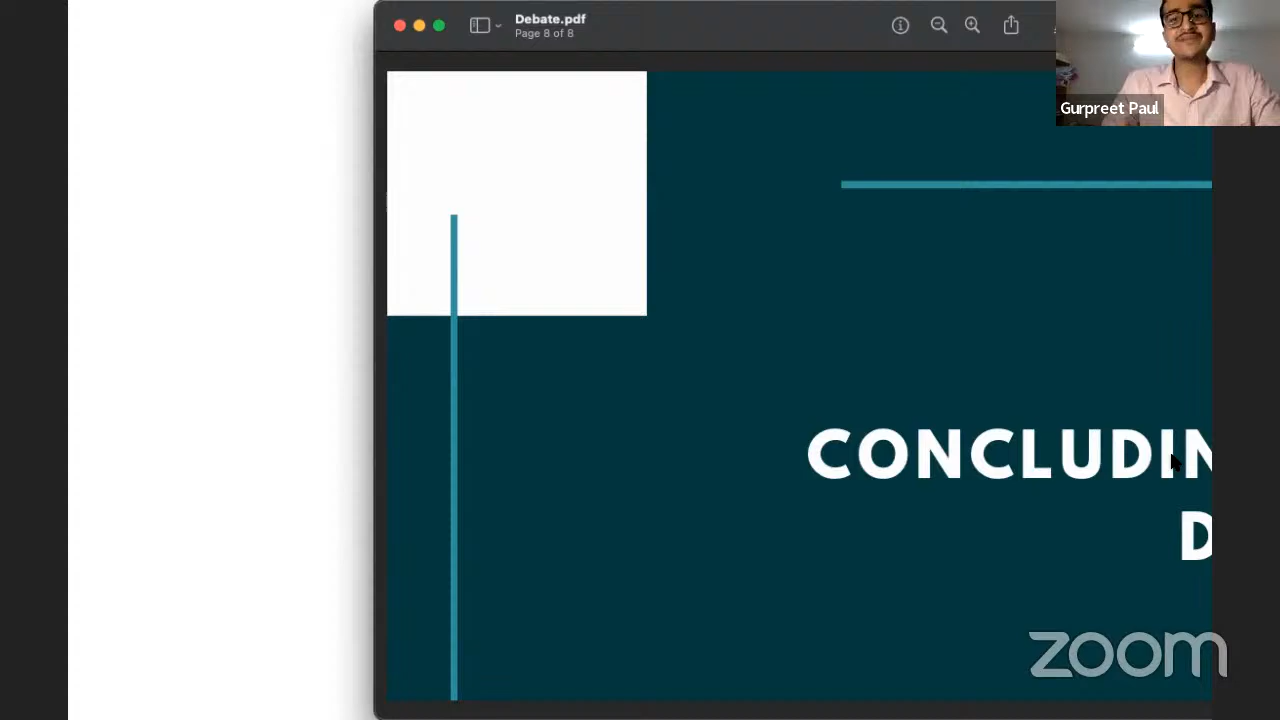 Debate.pdf
Page 8 of 8
Gurpreet Paul
CONCLUDIN
D
zoom